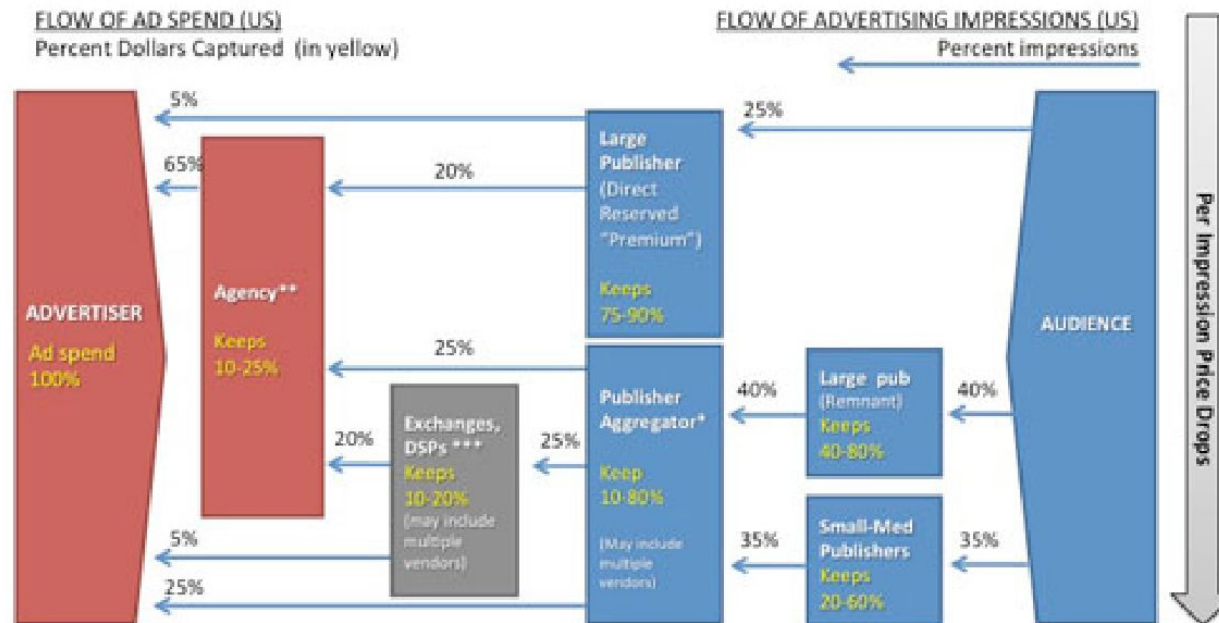 FLOW OF AD SPEND (US)
Percent Dollars Captured (in yellow)
FLOW OF ADVERTISING IMPRESSIONS (US)
Percent impressions
5%
65%
20%
25%
20%
5%
25%
25%
25%
40%
40%
35%
35%
ADVERTISER
Ad spend
100%
Agency**
Keeps
10-25%
Exchanges,
DSPs ***
Keeps
10-20%
(may include
multiple
vendors)
Large
Publisher
(Direct
Reserved
"Premium")
Keeps
75-90%
Publisher
Aggregator*
Keep
10-80%
(May include
multiple
vendors)
Large pub
(Remnant)
Keeps
40-80%
Small-Med
Publishers
Keeps
20-60%
AUDIENCE
Per Impression Price Drops